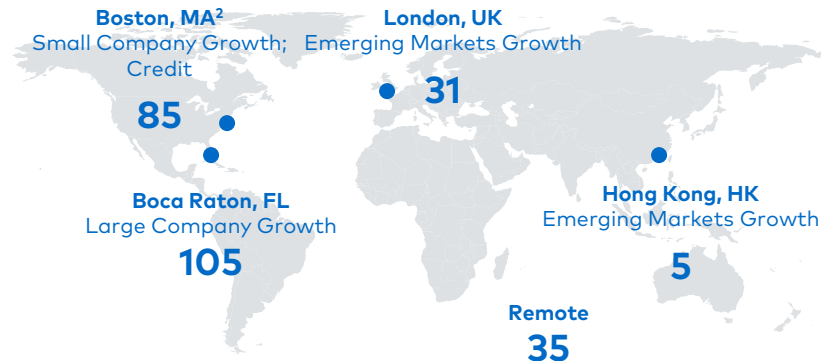 Boston, MA²
Small Company Growth;
Credit
85
London, UK
Emerging Markets Growth
31
Boca Raton, FL
Large Company Growth
105
Hong Kong, HK
Emerging Markets Growth
5
Remote
35